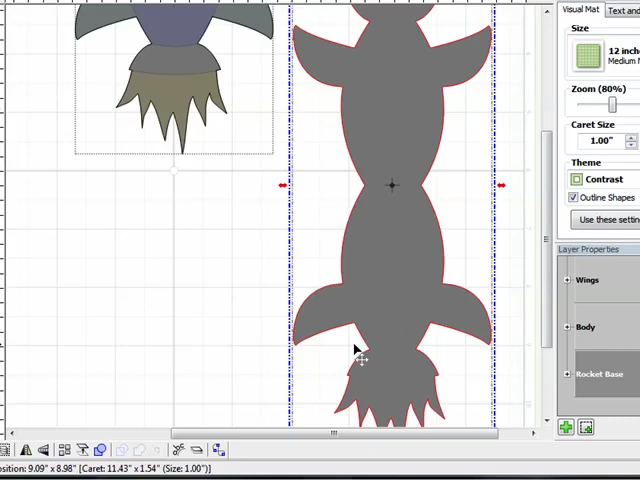 Visual Mat
Text and
Size
12 inche
Medium M
Zoom (80%)
Caret Size
1.00"
Theme
Contrast
Outline Shapes
Use these settin
Layer Properties
Wings
Body
Rocket Base
osition: 9.09" x 8.98" [Caret: 11.43" x 1.54" (Size: 1.00")]